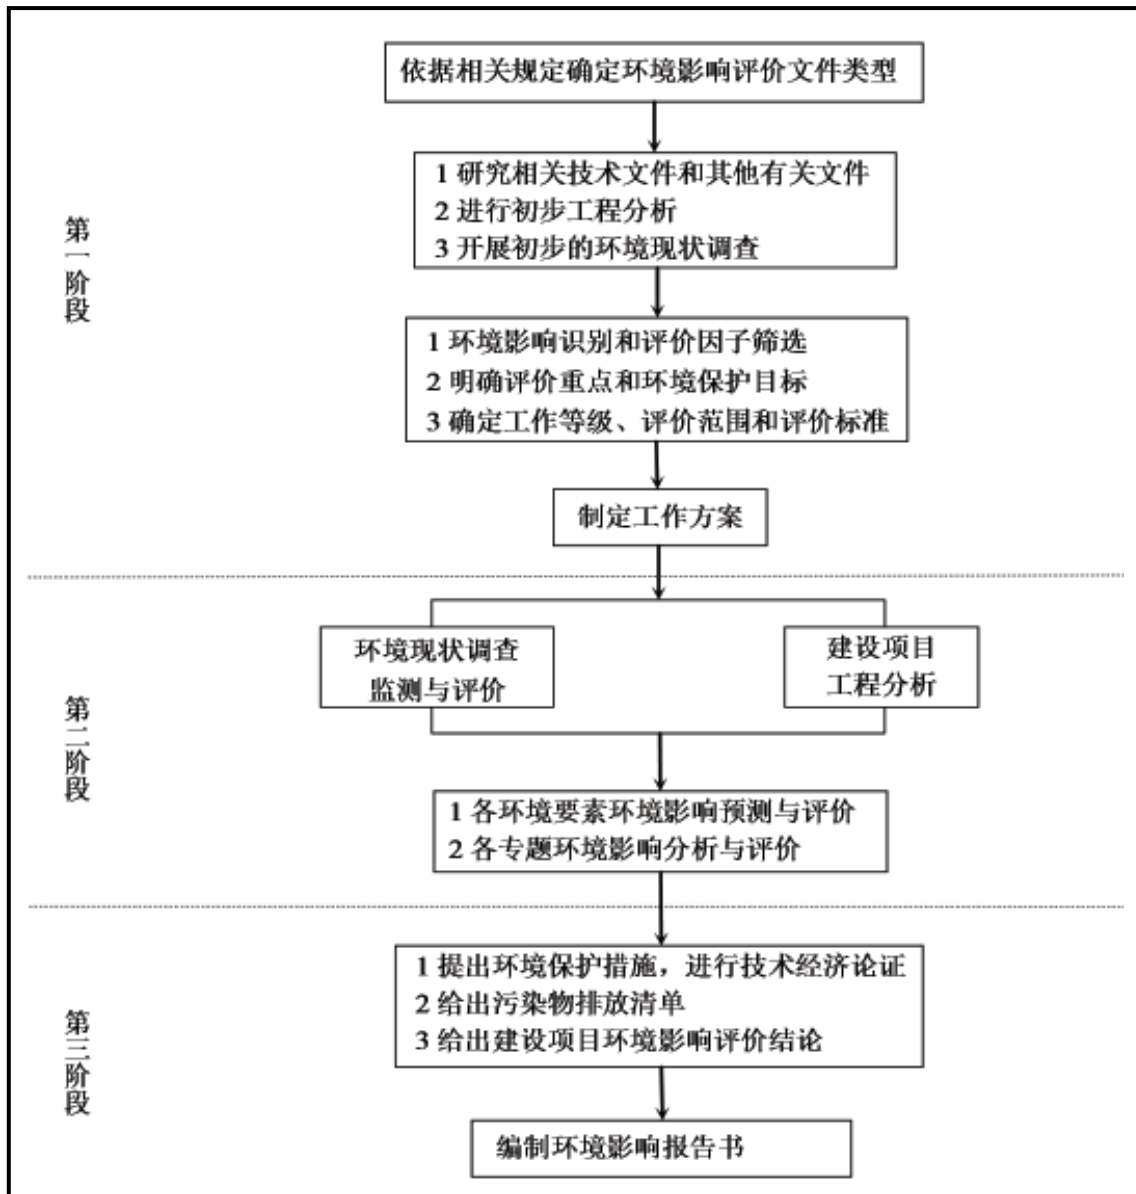 依据相关规定确定环境影响评价文件类型
1 研究相关技术文件和其他有关文件
2 进行初步工程分析
3 开展初步的环境现状调查
第一阶段
1 环境影响识别和评价因子筛选
2 明确评价重点和环境保护目标
3 确定工作等级、评价范围和评价标准
制定工作方案
环境现状调查
监测与评价
建设项目
工程分析
第二阶段
1 各环境要素环境影响预测与评价
2 各专题环境影响分析与评价
1 提出环境保护措施，进行技术经济论证
2 给出污染物排放清单
3 给出建设项目环境影响评价结论
第三阶段
编制环境影响报告书